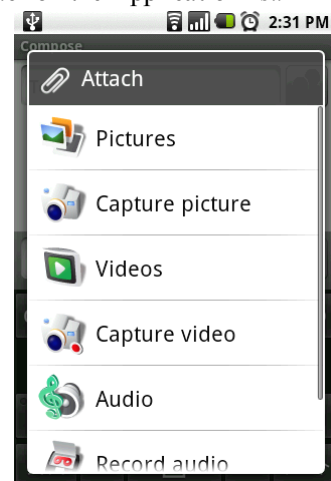 2:31 PM
Compose
Attach
Pictures
Capture picture
Videos
Capture video
Audio
Record audio